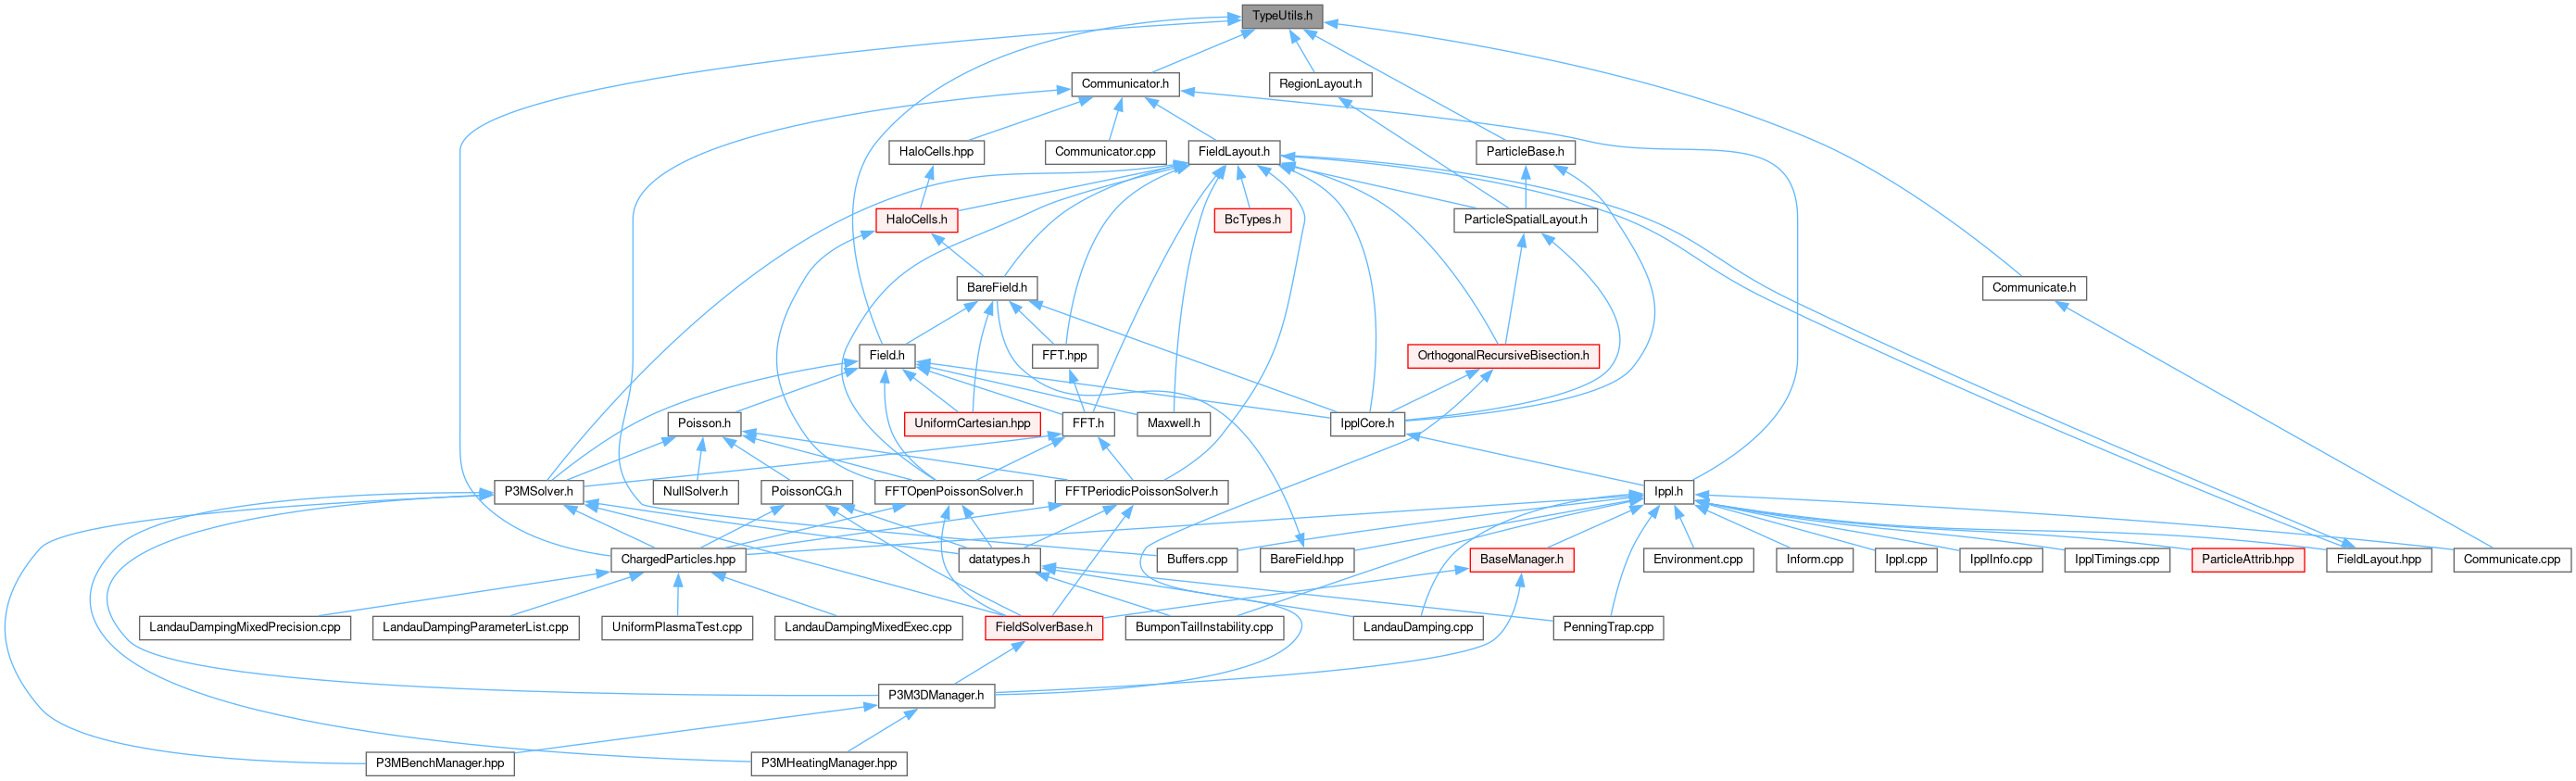 TypeUtils.h
Communicator.h
RegionLayout.h
HaloCells.hpp
Communicator.cpp
FieldLayout.h
ParticleBase.h
HaloCells.h
BcTypes.h
ParticleSpatialLayout.h
BareField.h
Communicate.h
Field.h
FFT.hpp
OrthogonalRecursiveBisection.h
Poisson.h
UniformCartesian.hpp
FFT.h
Maxwell.h
IpplCore.h
P3MSolver.h
NullSolver.h
PoissonCG.h
FFTOpenPoissonSolver.h
FFTPeriodicPoissonSolver.h
Ippl.h
ChargedParticles.hpp
datatypes.h
Buffers.cpp
BareField.hpp
BaseManager.h
Environment.cpp
Inform.cpp
Ippl.cpp
IpplInfo.cpp
IpplTimings.cpp
ParticleAttrib.hpp
FieldLayout.hpp
Communicate.cpp
LandauDampingMixedPrecision.cpp
LandauDampingParameterList.cpp
UniformPlasmaTest.cpp
LandauDampingMixedExec.cpp
FieldSolverBase.h
BumponTailInstability.cpp
LandauDamping.cpp
PenningTrap.cpp
P3M3DManager.h
P3MBenchManager.hpp
P3MHeatingManager.hpp